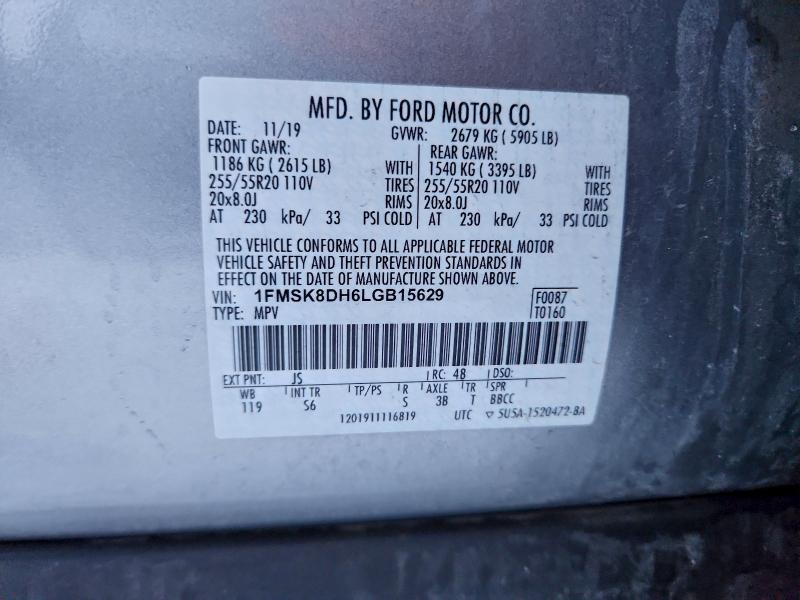 MFD. BY FORD MOTOR CO.
DATE: 11/19 GVWR: 2679 KG ( 5905 LB)
FRONT GAWR: REAR GAWR:
1186 KG ( 2615 LB) WITH 1540 KG ( 3395 LB) WITH
255/55R20 110V TIRES 255/55R20 110V TIRES
20x8.0J RIMS 20x8.0J RIMS
AT 230 kPa/ 33 PSI COLD AT 230 kPa/ 33 PSI COLD
THIS VEHICLE CONFORMS TO ALL APPLICABLE FEDERAL MOTOR
VEHICLE SAFETY AND THEFT PREVENTION STANDARDS IN
EFFECT ON THE DATE OF MANUFACTURE SHOWN ABOVE.
VIN: 1FMSK8DH6LGB15629 F0087
TYPE: MPV T0160
EXT PNT: JS RC: 48 DSO:
WB INT TR TP/PS R AXLE TR SPR
119 S6 S 3B T BBCC
1201911116819 UTC ▽ 5U5A-1520472-BA